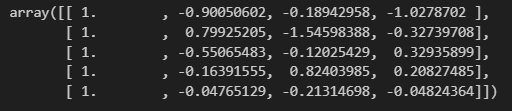 array([[ 1.        , -0.90050602, -0.18942958, -1.0278702 ],
       [ 1.        ,  0.79925205, -1.54598388, -0.32739708],
       [ 1.        , -0.55065483, -0.12025429,  0.32935899],
       [ 1.        , -0.16391555,  0.82403985,  0.20827485],
       [ 1.        , -0.04765129, -0.21314698, -0.04824364]])